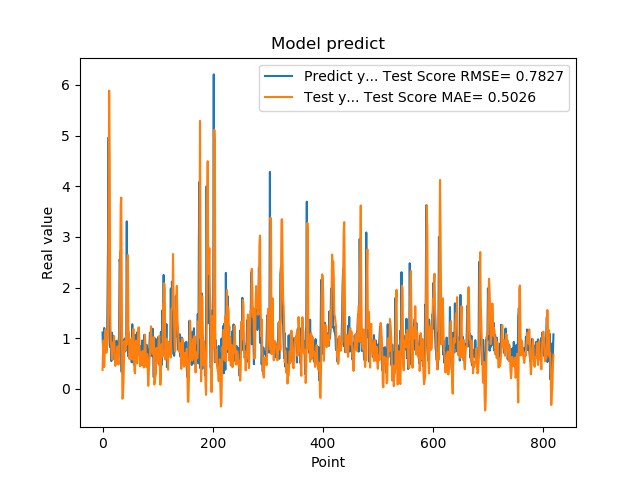 Model predict
Predict y... Test Score RMSE= 0.7827
Test y... Test Score MAE= 0.5026
Real value
6
5
4
3
2
1
0
0 200 400 600 800
Point